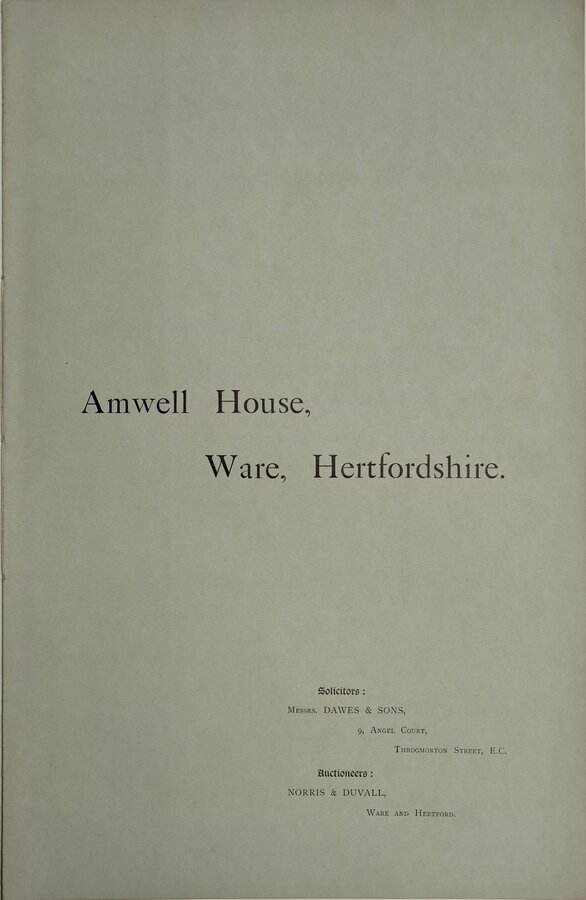 Amwell House,
Ware, Hertfordshire.
Solicitors :
Messrs. DAWES & SONS,
9, Angel Court,
Throgmorton Street, E.C.
Auctioneers :
NORRIS & DUVALL,
Ware and Hertford.